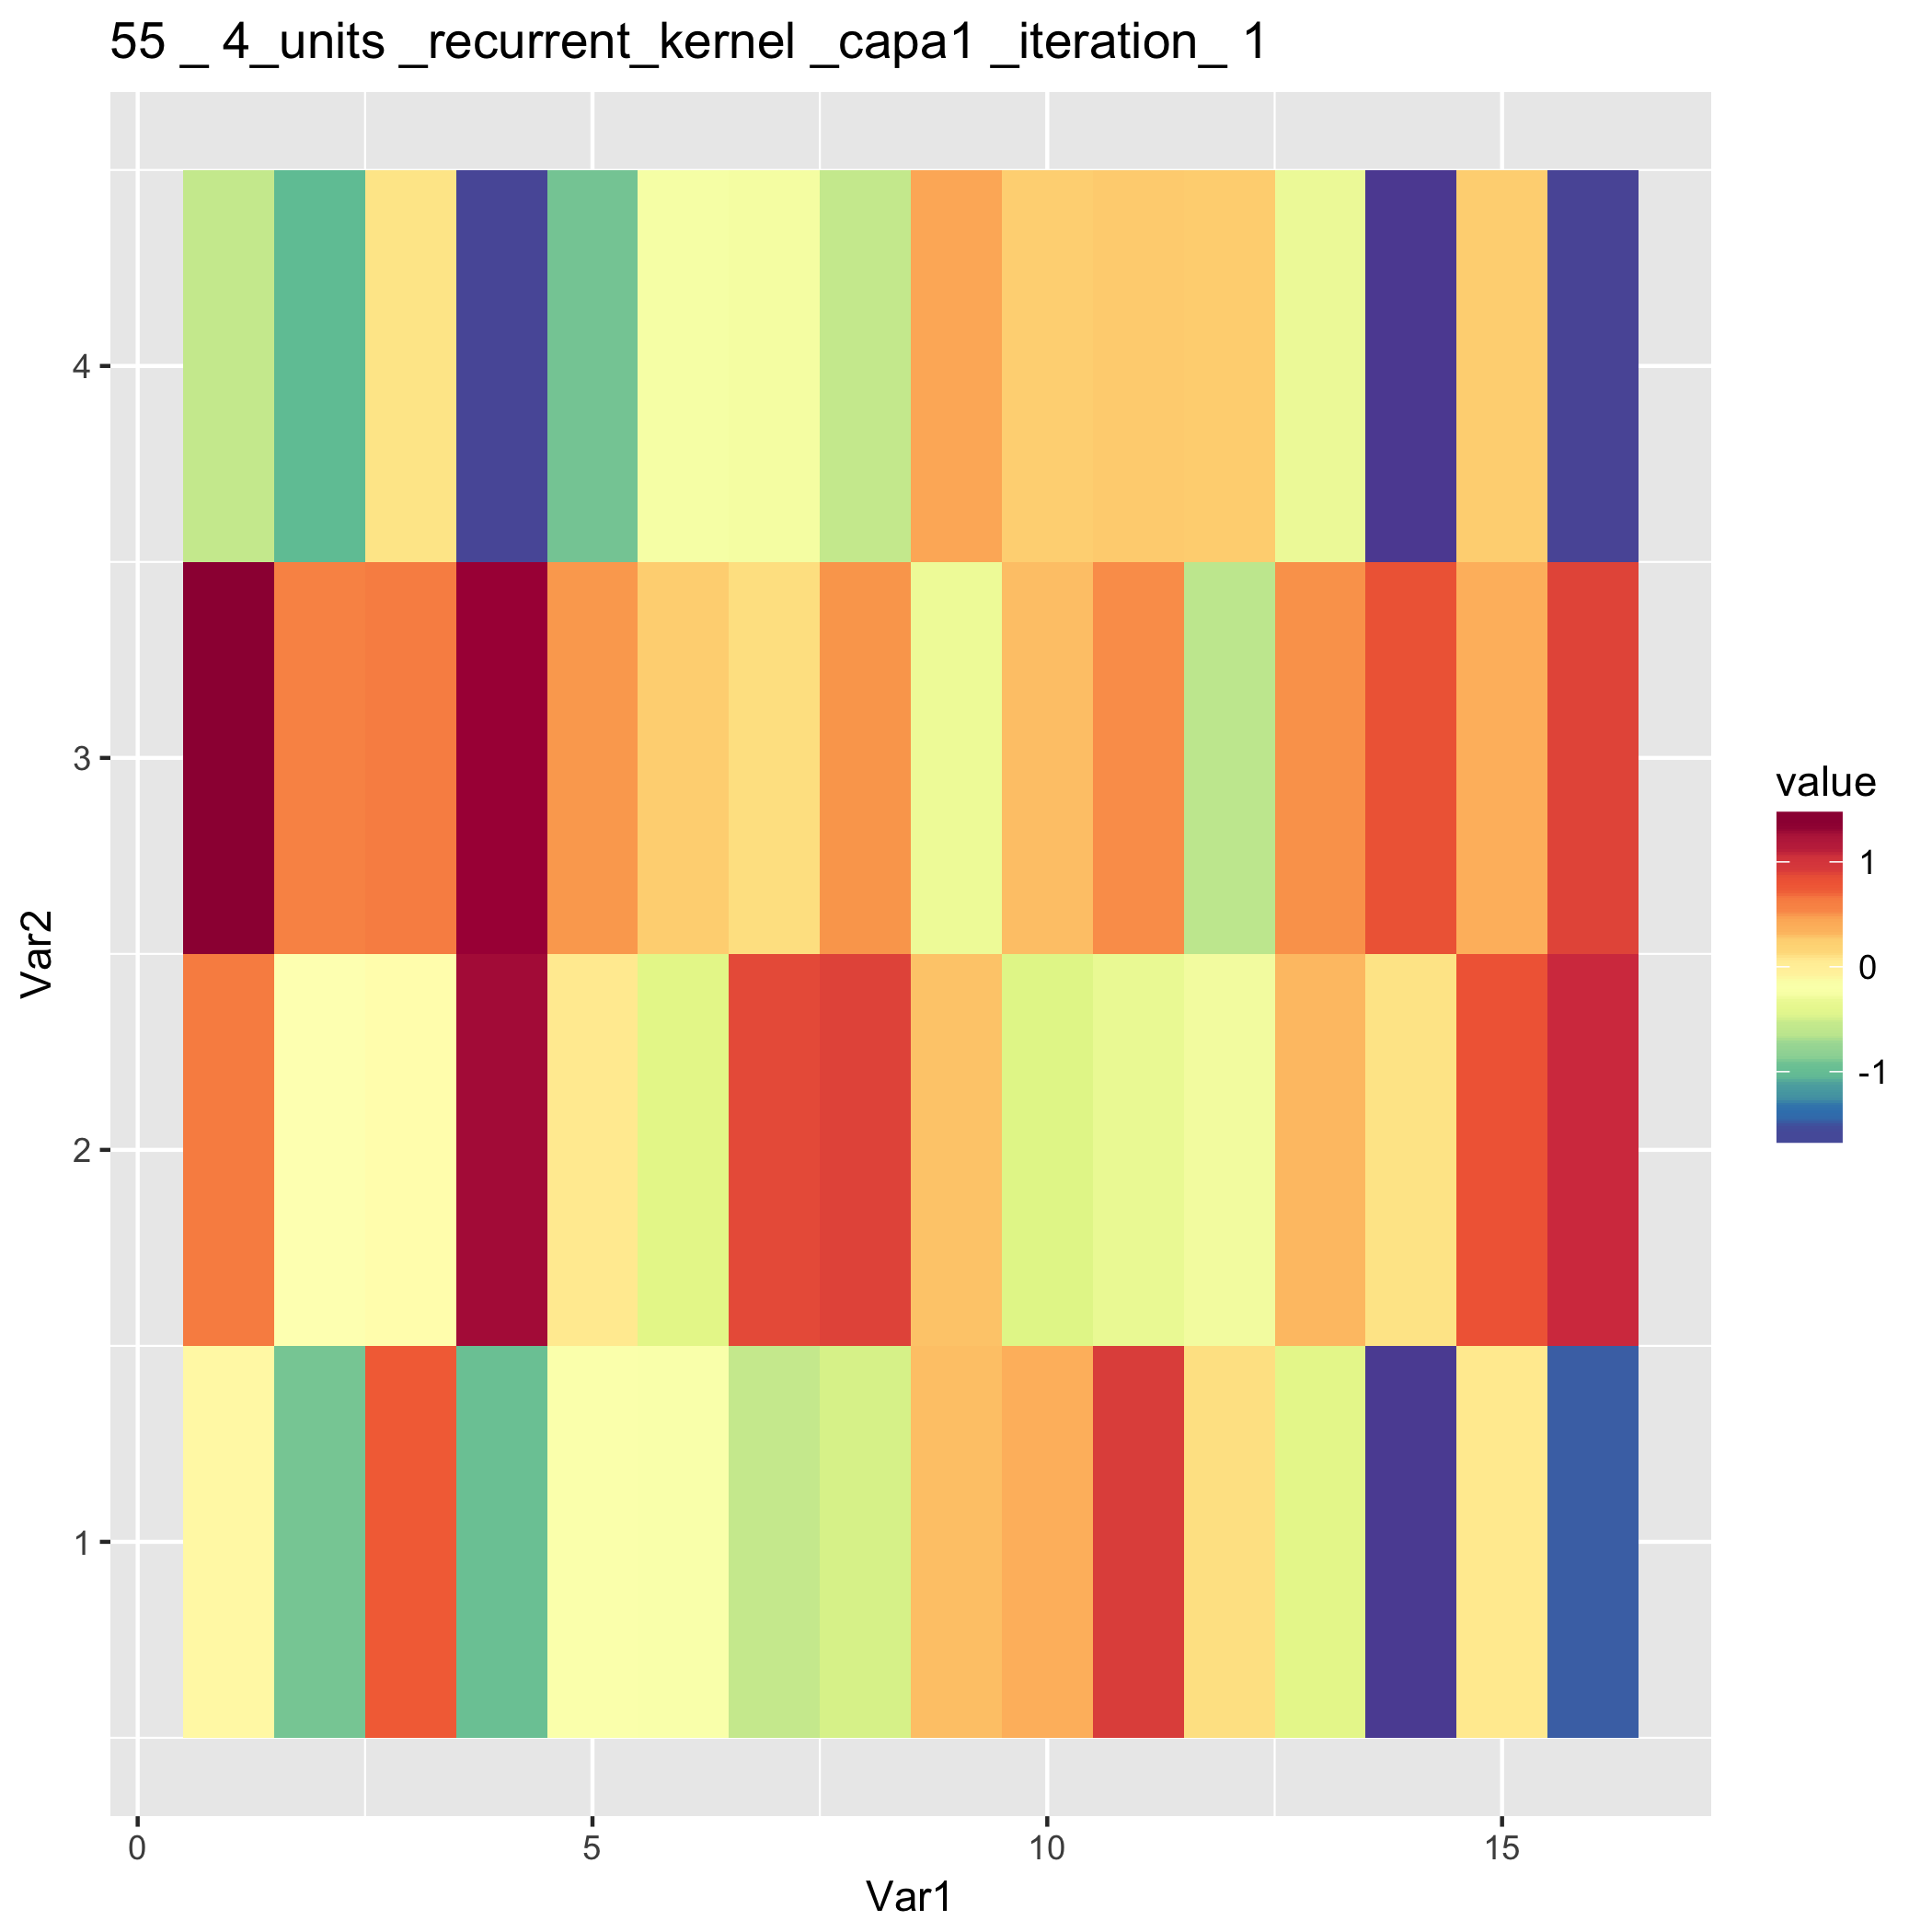 55 _ 4_units _recurrent_kernel _capa1 _iteration_ 1
4
3
2
1
Var2
0 5 10 15
Var1
value
1
0
-1